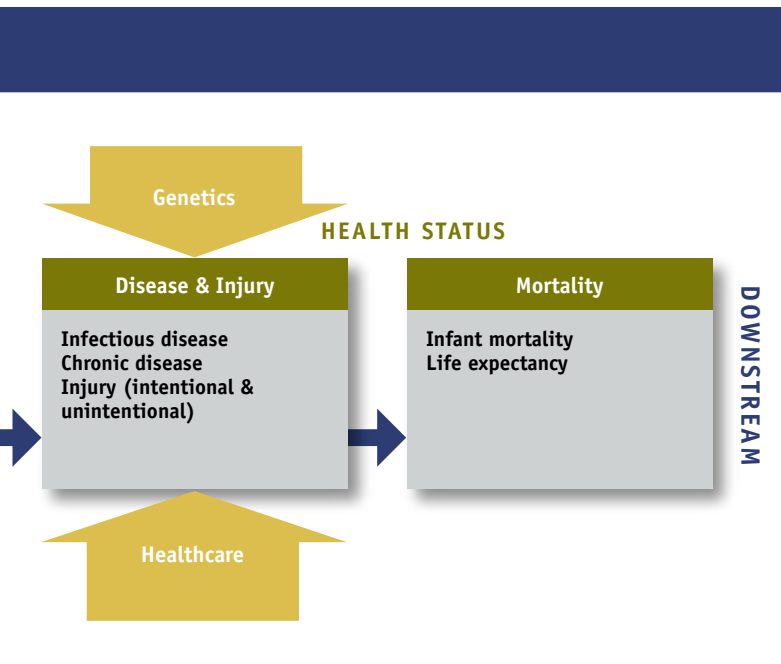 Genetics
HEALTH STATUS
Disease & Injury
Infectious disease
Chronic disease
Injury (intentional &
unintentional)
Mortality
Infant mortality
Life expectancy
DOWNSTREAM
Healthcare